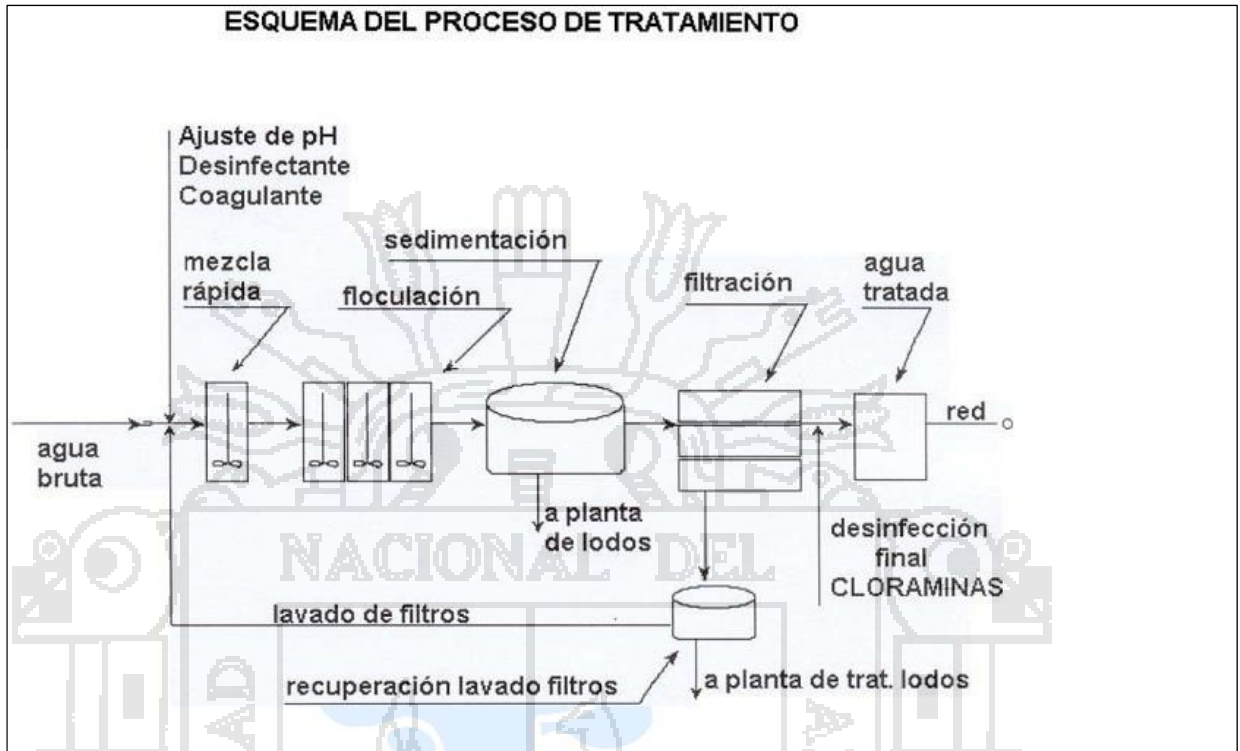 ESQUEMA DEL PROCESO DE TRATAMIENTO
Ajuste de pH
Desinfectante
Coagulante
mezcla
rápida
floculación
sedimentación
filtración
agua
tratada
red
agua
bruta
a planta
de lodos
desinfección
final
CLORAMINAS
NACIONAL DEL
lavado de filtros
recuperación lavado filtros
a planta de trat. lodos